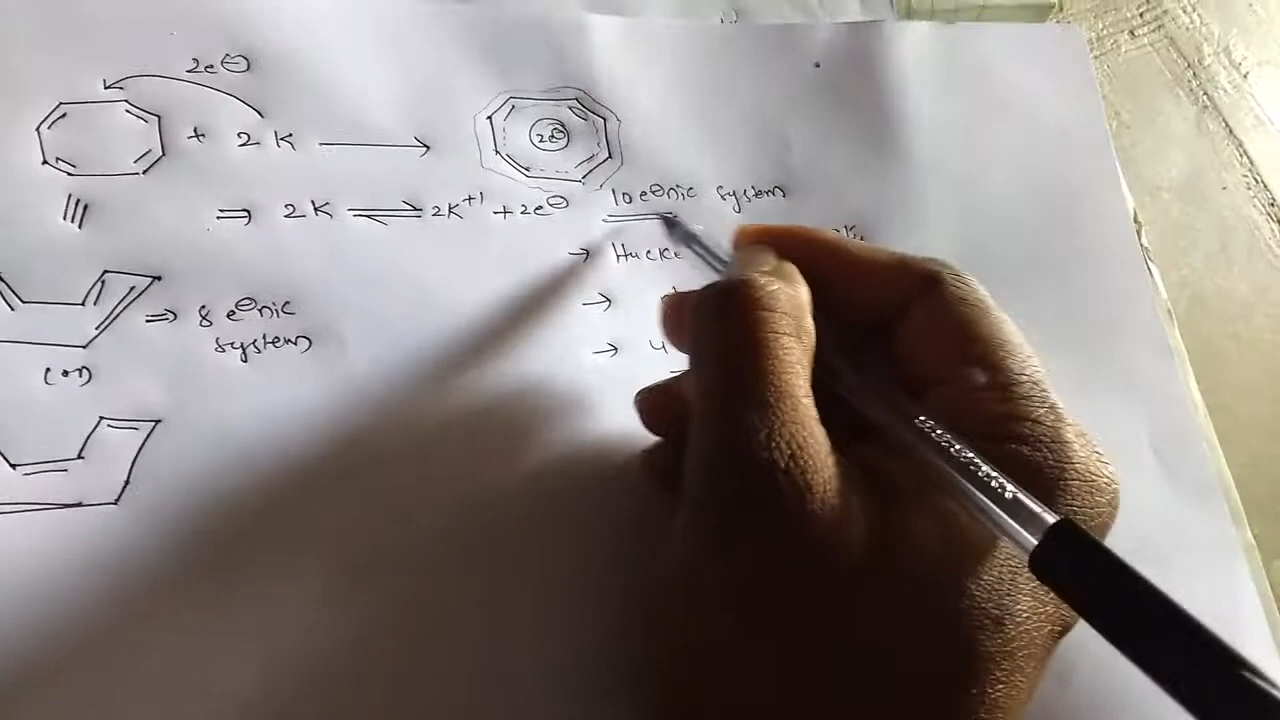 2e⊖
+ 2K ⟶ 2e⊖
⇒ 2K ⇌ 2K⁺¹ + 2e⊖
10 e⊖nic system
→ Hucke
⇒ 8 e⊖nic
system
→
→ 4
(or)